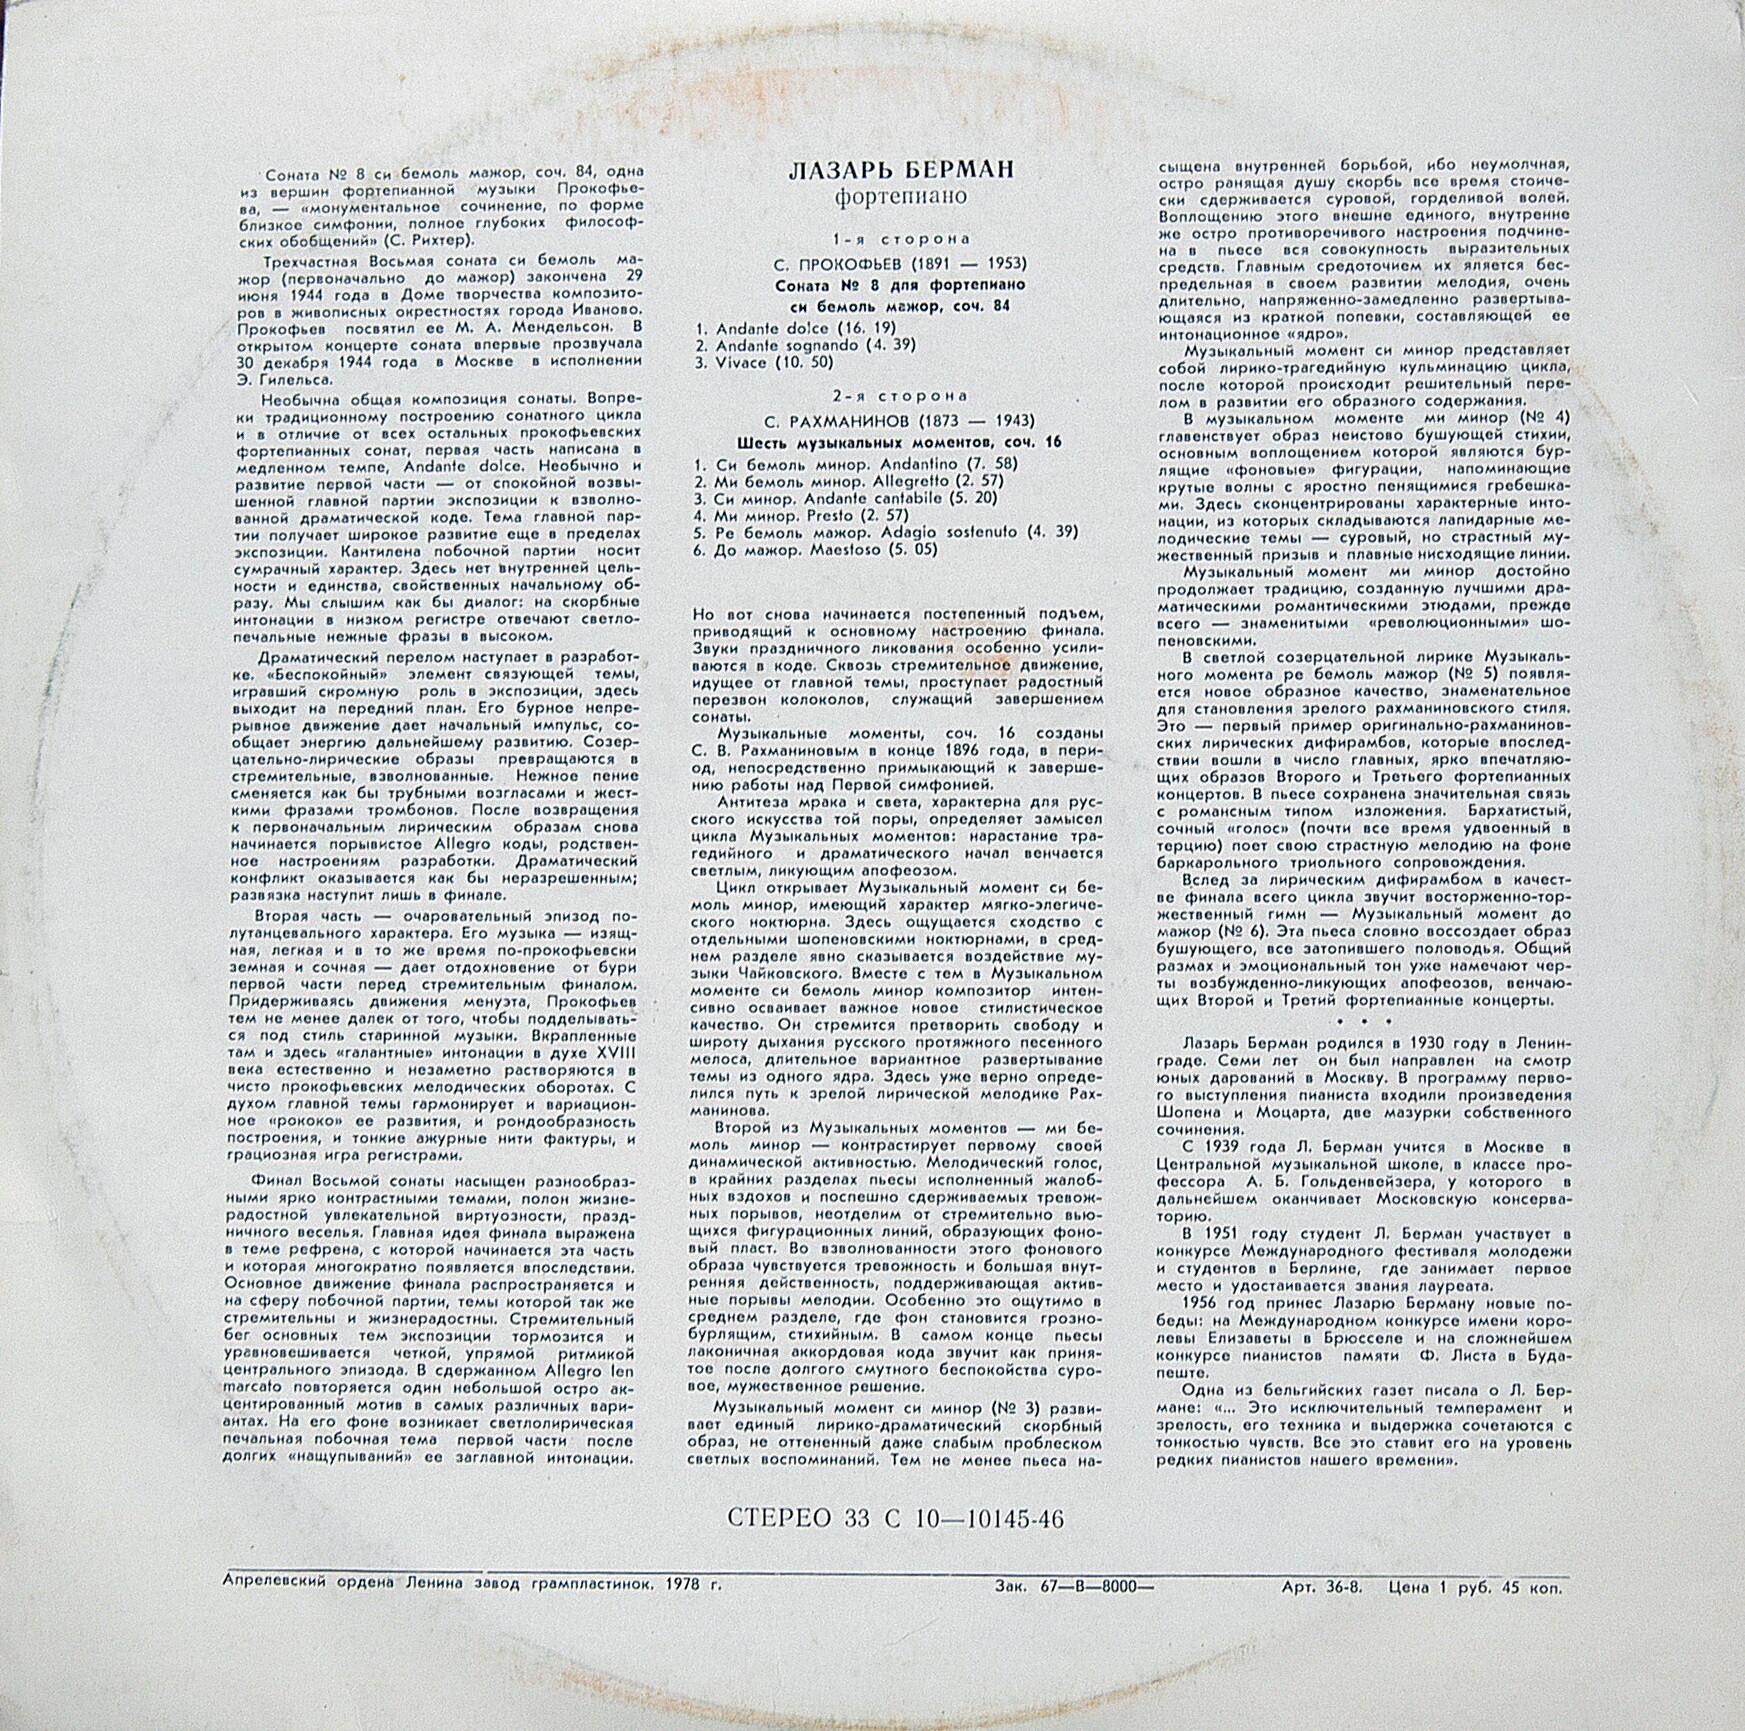 Соната № 8 си бемоль мажор, соч. 84, одна
из вершин фортепианной музыки Прокофье-
ва, — «монументальное сочинение, по форме
близкое симфонии, полное глубоких философ-
ских обобщений» (С. Рихтер).
Трехчастная Восьмая соната си бемоль ма-
жор (первоначально до мажор) закончена 29
июня 1944 года в Доме творчества композито-
ров в живописных окрестностях города Иваново.
Прокофьев посвятил ее М. А. Мендельсон. В
открытом концерте соната впервые прозвучала
30 декабря 1944 года в Москве в исполнении
Э. Гилельса.
Необычна общая композиция сонаты. Вопре-
ки традиционному построению сонатного цикла
и в отличие от всех остальных прокофьевских
фортепианных сонат, первая часть написана в
медленном темпе, Andante dolce. Необычно и
развитие первой части — от спокойной возвы-
шенной главной партии экспозиции к взволно-
ванной драматической коде. Тема главной пар-
тии получает широкое развитие еще в пределах
экспозиции. Кантилена побочной партии носит
сумрачный характер. Здесь нет внутренней цель-
ности и единства, свойственных начальному об-
разу. Мы слышим как бы диалог: на скорбные
интонации в низком регистре отвечают светло-
печальные нежные фразы в высоком.
Драматический перелом наступает в разработ-
ке. «Беспокойный» элемент связующей темы,
игравший скромную роль в экспозиции, здесь
выходит на передний план. Его бурное непре-
рывное движение дает начальный импульс, со-
общает энергию дальнейшему развитию. Созер-
цательно-лирические образы превращаются в
стремительные, взволнованные. Нежное пение
сменяется как бы трубными возгласами и жест-
кими фразами тромбонов. После возвращения
к первоначальным лирическим образам снова
начинается порывистое Allegro коды, родствен-
ное настроениям разработки. Драматический
конфликт оказывается как бы неразрешенным;
развязка наступит лишь в финале.
Вторая часть — очаровательный эпизод по-
лутанцевального характера. Его музыка — изящ-
ная, легкая и в то же время по-прокофьевски
земная и сочная — дает отдохновение от бури
первой части перед стремительным финалом.
Придерживаясь движения менуэта, Прокофьев
тем не менее далек от того, чтобы подделывать-
ся под стиль старинной музыки. Вкрапленные
там и здесь «галантные» интонации в духе XVIII
века естественно и незаметно растворяются в
чисто прокофьевских мелодических оборотах. С
духом главной темы гармонирует и вариацион-
ное «рококо» ее развития, и рондообразность
построения, и тонкие ажурные нити фактуры, и
грациозная игра регистрами.
Финал Восьмой сонаты насыщен разнообраз-
ными ярко контрастными темами, полон жизне-
радостной увлекательной виртуозности, празд-
ничного веселья. Главная идея финала выражена
в теме рефрена, с которой начинается эта часть
и которая многократно появляется впоследствии.
Основное движение финала распространяется и
на сферу побочной партии, темы которой так же
стремительны и жизнерадостны. Стремительный
бег основных тем экспозиции тормозится и
уравновешивается четкой, упрямой ритмикой
центрального эпизода. В сдержанном Allegro len
marcato повторяется один небольшой остро ак-
центированный мотив в самых различных вари-
антах. На его фоне возникает светлолирическая
печальная побочная тема первой части после
долгих «нащупываний» ее заглавной интонации.
ЛАЗАРЬ БЕРМАН
фортепиано
1-я сторона
С. ПРОКОФЬЕВ (1891 — 1953)
Соната № 8 для фортепиано
си бемоль мажор, соч. 84
1. Andante dolce (16. 19)
2. Andante sognando (4. 39)
3. Vivace (10. 50)
2-я сторона
С. РАХМАНИНОВ (1873 — 1943)
Шесть музыкальных моментов, соч. 16
1. Си бемоль минор. Andantino (7. 58)
2. Ми бемоль минор. Allegretto (2. 57)
3. Си минор. Andante cantabile (5. 20)
4. Ми минор. Presto (2. 57)
5. Ре бемоль мажор. Adagio sostenuto (4. 39)
6. До мажор. Maestoso (5. 05)
Но вот снова начинается постепенный подъем,
приводящий к основному настроению финала.
Звуки праздничного ликования особенно усили-
ваются в коде. Сквозь стремительное движение,
идущее от главной темы, проступает радостный
перезвон колоколов, служащий завершением
сонаты.
Музыкальные моменты, соч. 16 созданы
С. В. Рахманиновым в конце 1896 года, в пери-
од, непосредственно примыкающий к заверше-
нию работы над Первой симфонией.
Антитеза мрака и света, характерна для рус-
ского искусства той поры, определяет замысел
цикла Музыкальных моментов: нарастание тра-
гедийного и драматического начал венчается
светлым, ликующим апофеозом.
Цикл открывает Музыкальный момент си бе-
моль минор, имеющий характер мягко-элегиче-
ского ноктюрна. Здесь ощущается сходство с
отдельными шопеновскими ноктюрнами, в сред-
нем разделе явно сказывается воздействие му-
зыки Чайковского. Вместе с тем в Музыкальном
моменте си бемоль минор композитор интен-
сивно осваивает важное новое стилистическое
качество. Он стремится претворить свободу и
широту дыхания русского протяжного песенного
мелоса, длительное вариантное развертывание
темы из одного ядра. Здесь уже верно опреде-
лился путь к зрелой лирической мелодике Рах-
манинова.
Второй из Музыкальных моментов — ми бе-
моль минор — контрастирует первому своей
динамической активностью. Мелодический голос,
в крайних разделах пьесы исполненный жалоб-
ных вздохов и поспешно сдерживаемых тревож-
ных порывов, неотделим от стремительно вью-
щихся фигурационных линий, образующих фоно-
вый пласт. Во взволнованности этого фонового
образа чувствуется тревожность и большая внут-
ренняя действенность, поддерживающая актив-
ные порывы мелодии. Особенно это ощутимо в
среднем разделе, где фон становится грозно-
бурлящим, стихийным. В самом конце пьесы
лаконичная аккордовая кода звучит как приня-
тое после долгого смутного беспокойства суро-
вое, мужественное решение.
Музыкальный момент си минор (№ 3) разви-
вает единый лирико-драматический скорбный
образ, не оттененный даже слабым проблеском
светлых воспоминаний. Тем не менее пьеса на-
сыщена внутренней борьбой, ибо неумолчная,
остро ранящая душу скорбь все время стоиче-
ски сдерживается суровой, горделивой волей.
Воплощению этого внешне единого, внутренне
же остро противоречивого настроения подчине-
на в пьесе вся совокупность выразительных
средств. Главным средоточием их яляется бес-
предельная в своем развитии мелодия, очень
длительно, напряженно-замедленно развертыва-
ющаяся из краткой попевки, составляющей ее
интонационное «ядро».
Музыкальный момент си минор представляет
собой лирико-трагедийную кульминацию цикла,
после которой происходит решительный пере-
лом в развитии его образного содержания.
В музыкальном моменте ми минор (№ 4)
главенствует образ неистово бушующей стихии,
основным воплощением которой являются бур-
лящие «фоновые» фигурации, напоминающие
крутые волны с яростно пенящимися гребешка-
ми. Здесь сконцентрированы характерные инто-
нации, из которых складываются лапидарные ме-
лодические темы — суровый, но страстный му-
жественный призыв и плавные нисходящие линии.
Музыкальный момент ми минор достойно
продолжает традицию, созданную лучшими дра-
матическими романтическими этюдами, прежде
всего — знаменитыми «революционными» шо-
пеновскими.
В светлой созерцательной лирике Музыкаль-
ного момента ре бемоль мажор (№ 5) появля-
ется новое образное качество, знаменательное
для становления зрелого рахманиновского стиля.
Это — первый пример оригинально-рахманинов-
ских лирических дифирамбов, которые впослед-
ствии вошли в число главных, ярко впечатляю-
щих образов Второго и Третьего фортепианных
концертов. В пьесе сохранена значительная связь
с романсным типом изложения. Бархатистый,
сочный «голос» (почти все время удвоенный в
терцию) поет свою страстную мелодию на фоне
баркарольного триольного сопровождения.
Вслед за лирическим дифирамбом в качест-
ве финала всего цикла звучит восторженно-тор-
жественный гимн — Музыкальный момент до
мажор (№ 6). Эта пьеса словно воссоздает образ
бушующего, все затопившего половодья. Общий
размах и эмоциональный тон уже намечают чер-
ты возбужденно-ликующих апофеозов, венчаю-
щих Второй и Третий фортепианные концерты.
• • •
Лазарь Берман родился в 1930 году в Ленин-
граде. Семи лет он был направлен на смотр
юных дарований в Москву. В программу перво-
го выступления пианиста входили произведения
Шопена и Моцарта, две мазурки собственного
сочинения.
С 1939 года Л. Берман учится в Москве в
Центральной музыкальной школе, в классе про-
фессора А. Б. Гольденвейзера, у которого в
дальнейшем оканчивает Московскую консерва-
торию.
В 1951 году студент Л. Берман участвует в
конкурсе Международного фестиваля молодежи
и студентов в Берлине, где занимает первое
место и удостаивается звания лауреата.
1956 год принес Лазарю Берману новые по-
беды: на Международном конкурсе имени коро-
левы Елизаветы в Брюсселе и на сложнейшем
конкурсе пианистов памяти Ф. Листа в Буда-
пеште.
Одна из бельгийских газет писала о Л. Бер-
мане: «... Это исключительный темперамент и
зрелость, его техника и выдержка сочетаются с
тонкостью чувств. Все это ставит его на уровень
редких пианистов нашего времени».
СТЕРЕО 33 С 10—10145-46
Апрелевский ордена Ленина завод грампластинок. 1978 г. Зак. 67—В—8000— Арт. 36-8. Цена 1 руб. 45 коп.